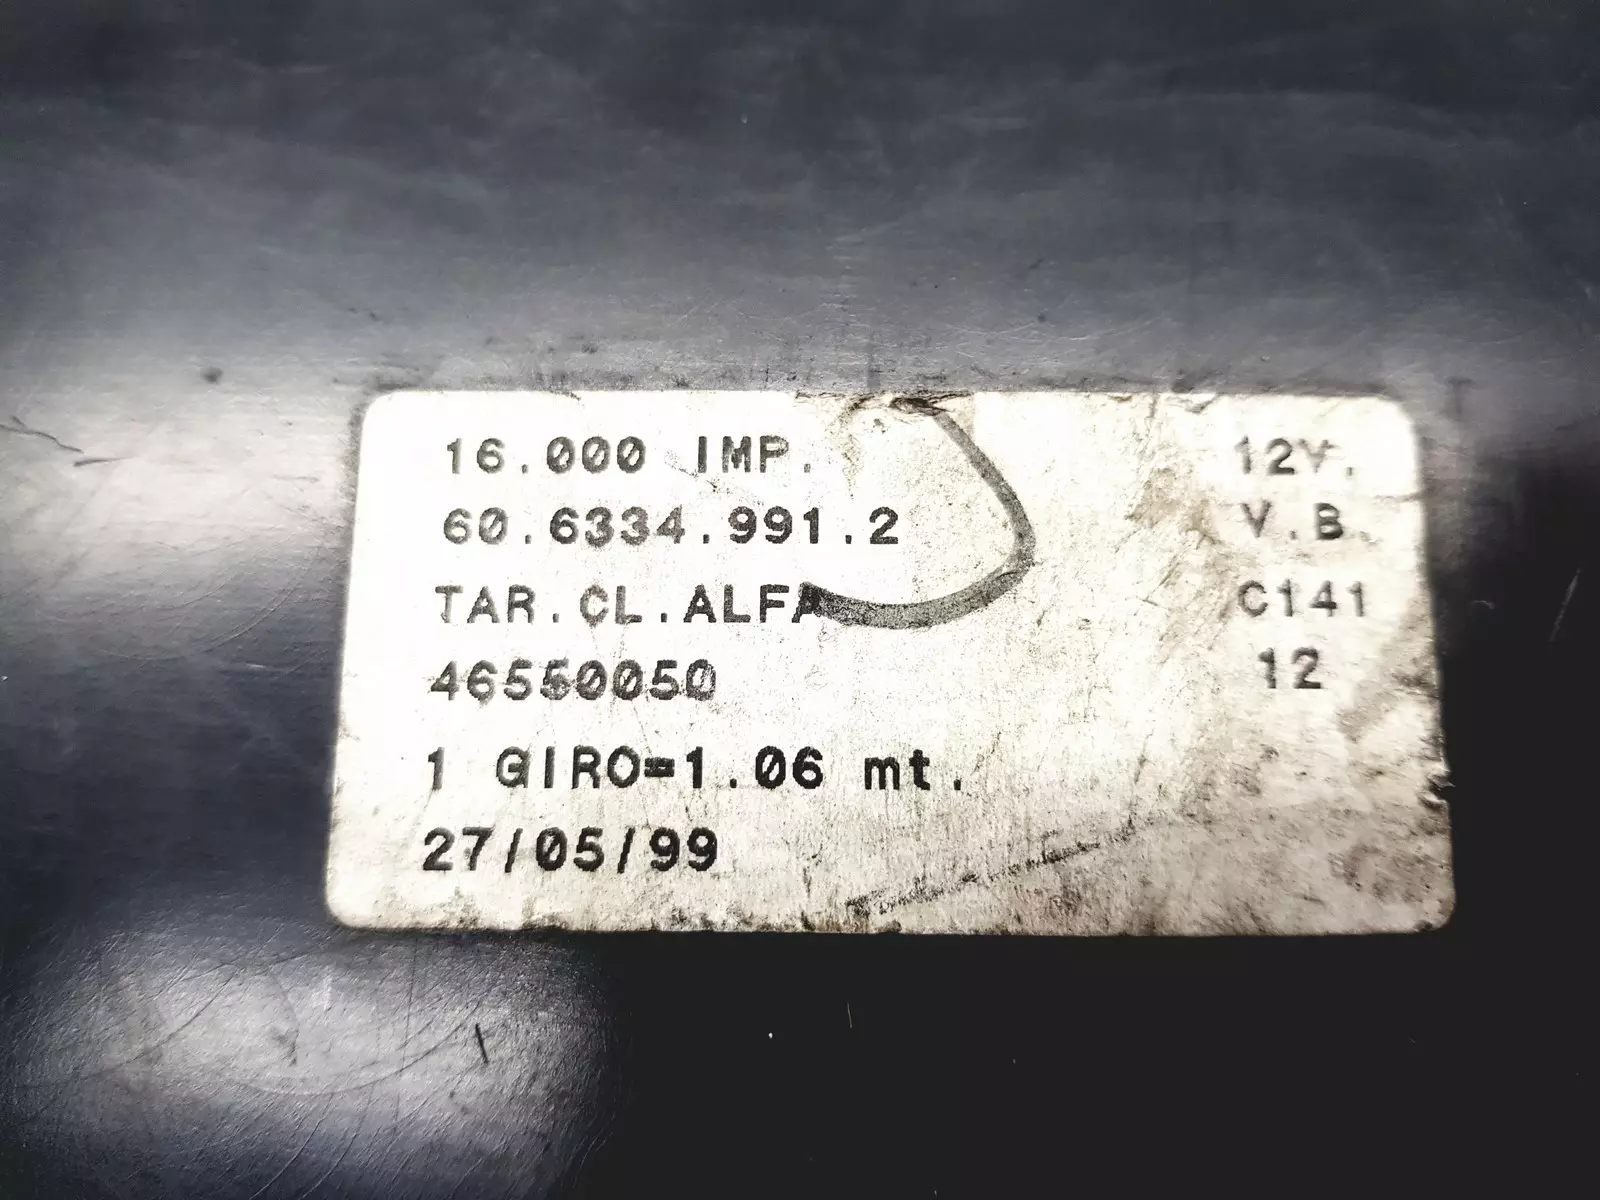 16.000 IMP. 12V.
60.6334.991.2 V.B.
TAR.CL.ALFA C141
46550050 12
1 GIRO=1.06 mt.
27/05/99